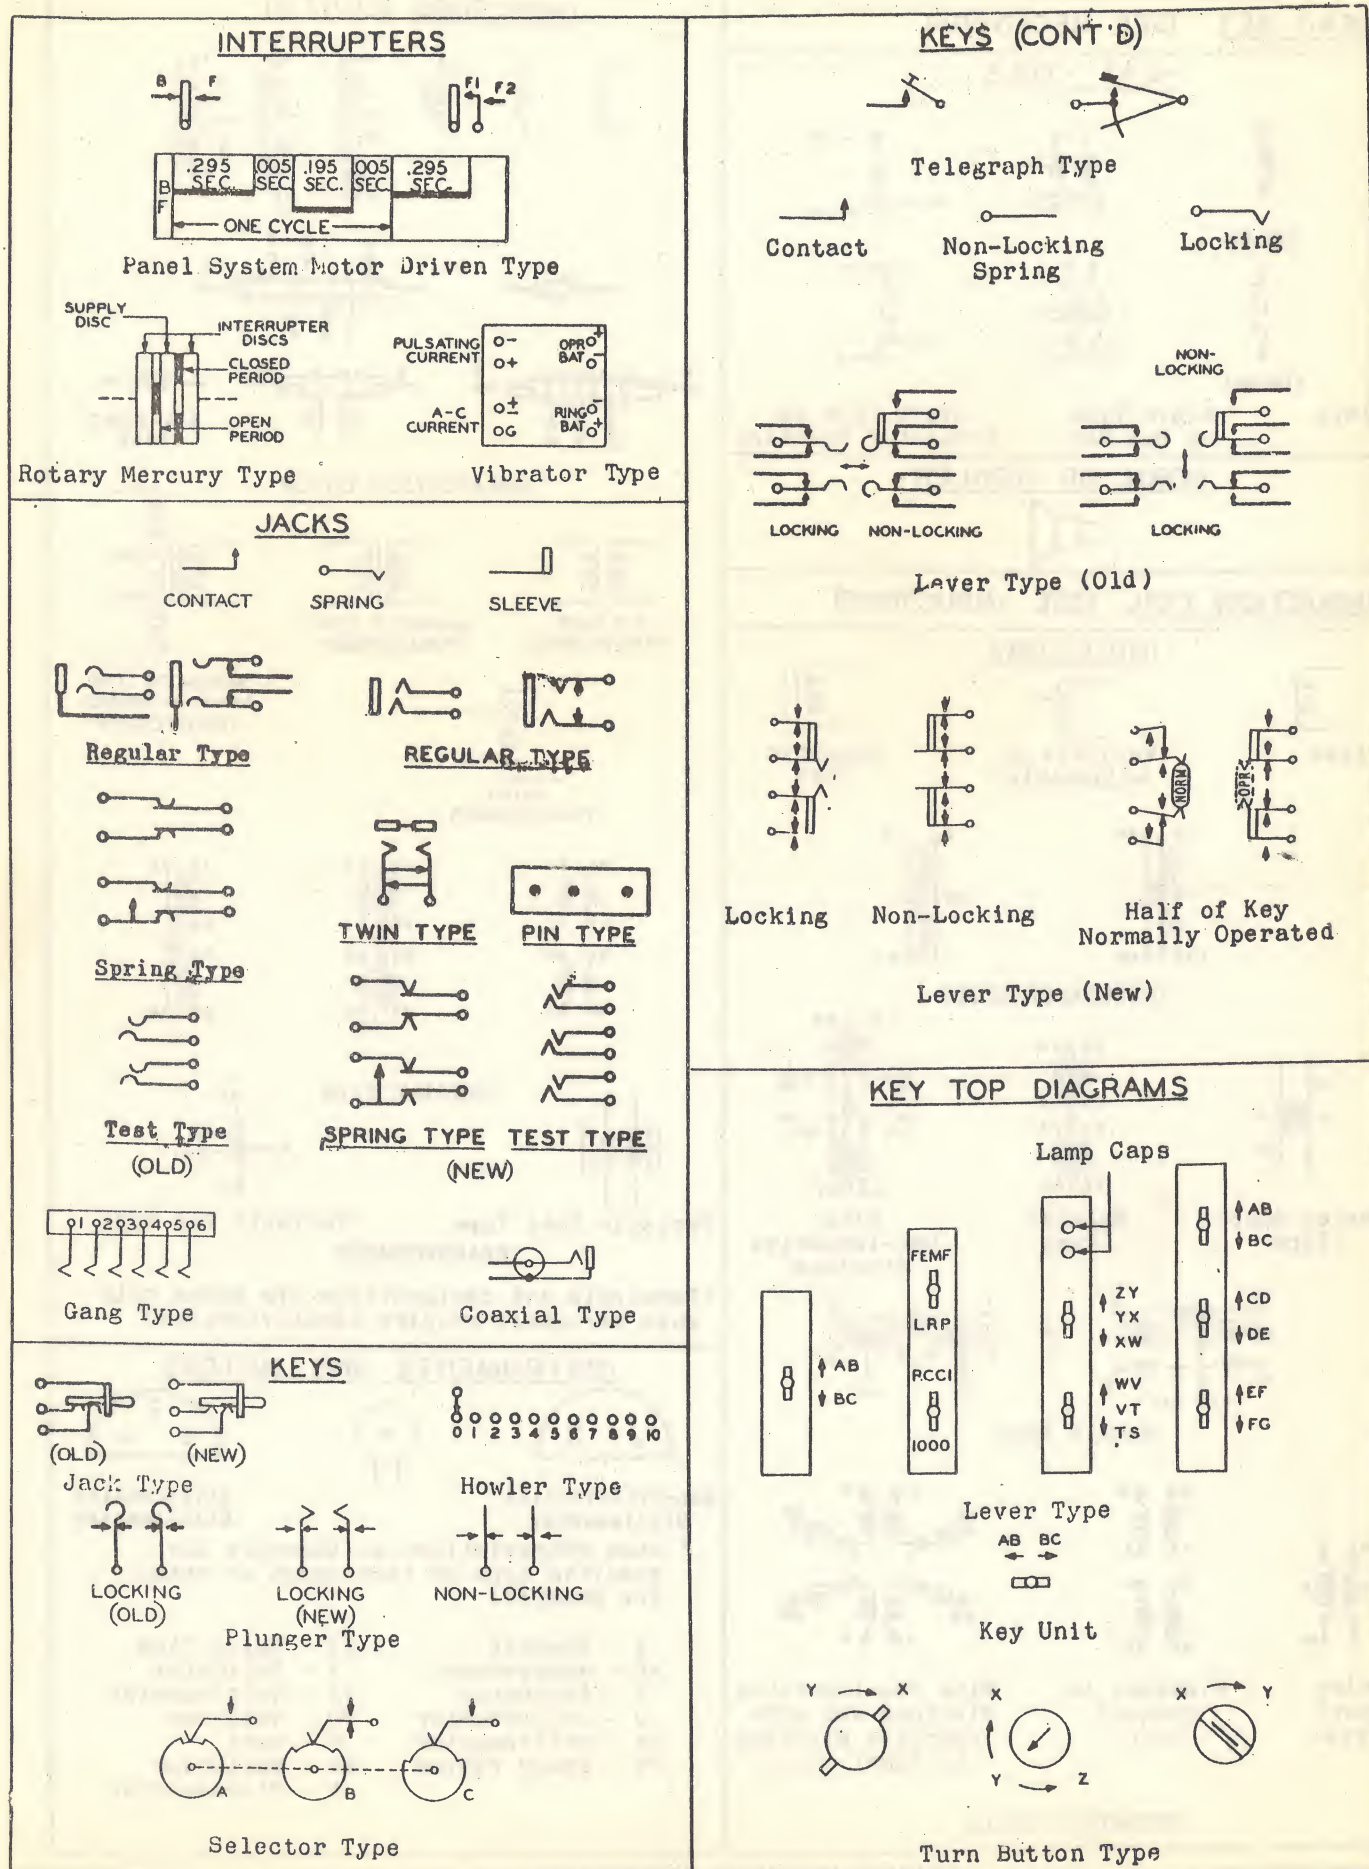 INTERRUPTERS
B F
F1 F2
.295 SEC. .005 SEC .195 SEC. .005 SEC .295 SEC.
B
F
ONE CYCLE
Panel System Motor Driven Type
SUPPLY DISC
INTERRUPTER DISCS
CLOSED PERIOD
OPEN PERIOD
Rotary Mercury Type
PULSATING CURRENT
-
+
OPR BAT
+
-
A-C CURRENT
±
G
RING BAT
-
+
Vibrator Type
JACKS
CONTACT
SPRING
SLEEVE
Regular Type
REGULAR TYPE
Spring Type
TWIN TYPE
PIN TYPE
Test Type
(OLD)
SPRING TYPE
TEST TYPE
(NEW)
1 2 3 4 5 6
Gang Type
Coaxial Type
KEYS
(OLD)
(NEW)
Jack Type
0 1 2 3 4 5 6 7 8 9 10
Howler Type
LOCKING
(OLD)
LOCKING
(NEW)
NON-LOCKING
Plunger Type
A
B
C
Selector Type
KEYS (CONT'D)
Telegraph Type
Contact
Non-Locking
Spring
Locking
NON-
LOCKING
LOCKING
NON-LOCKING
LOCKING
Lever Type (Old)
NORM
OPR
Locking
Non-Locking
Half of Key
Normally Operated
Lever Type (New)
KEY TOP DIAGRAMS
Lamp Caps
AB
BC
FEMF
LRP
RCCI
1000
ZY
YX
XW
WV
VT
TS
AB
BC
CD
DE
EF
FG
Lever Type
AB BC
Key Unit
Y X
X
Y Z
X Y
Turn Button Type